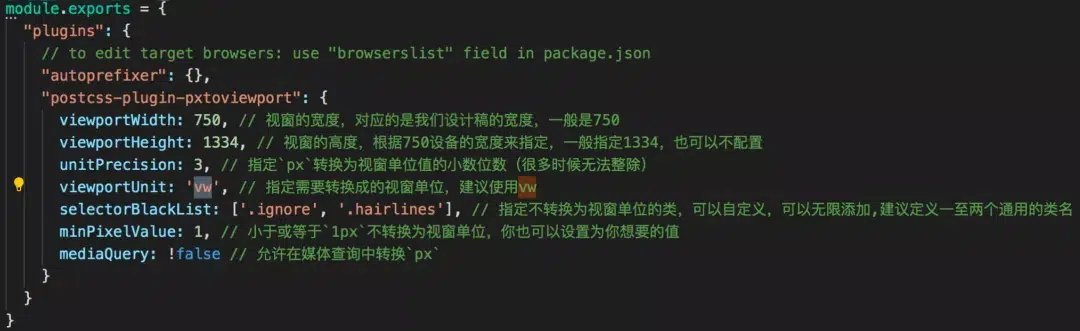 module.exports = {
"plugins": {
// to edit target browsers: use "browserslist" field in package.json
"autoprefixer": {},
"postcss-plugin-pxtoviewport": {
viewportWidth: 750, // 视窗的宽度，对应的是我们设计稿的宽度，一般是750
viewportHeight: 1334, // 视窗的高度，根据750设备的宽度来指定，一般指定1334，也可以不配置
unitPrecision: 3, // 指定`px`转换为视窗单位值的小数位数（很多时候无法整除）
viewportUnit: 'vw', // 指定需要转换成的视窗单位，建议使用vw
selectorBlackList: ['.ignore', '.hairlines'], // 指定不转换为视窗单位的类，可以自定义，可以无限添加,建议定义一至两个通用的类名
minPixelValue: 1, // 小于或等于`1px`不转换为视窗单位，你也可以设置为你想要的值
mediaQuery: !false // 允许在媒体查询中转换`px`
}
}
}